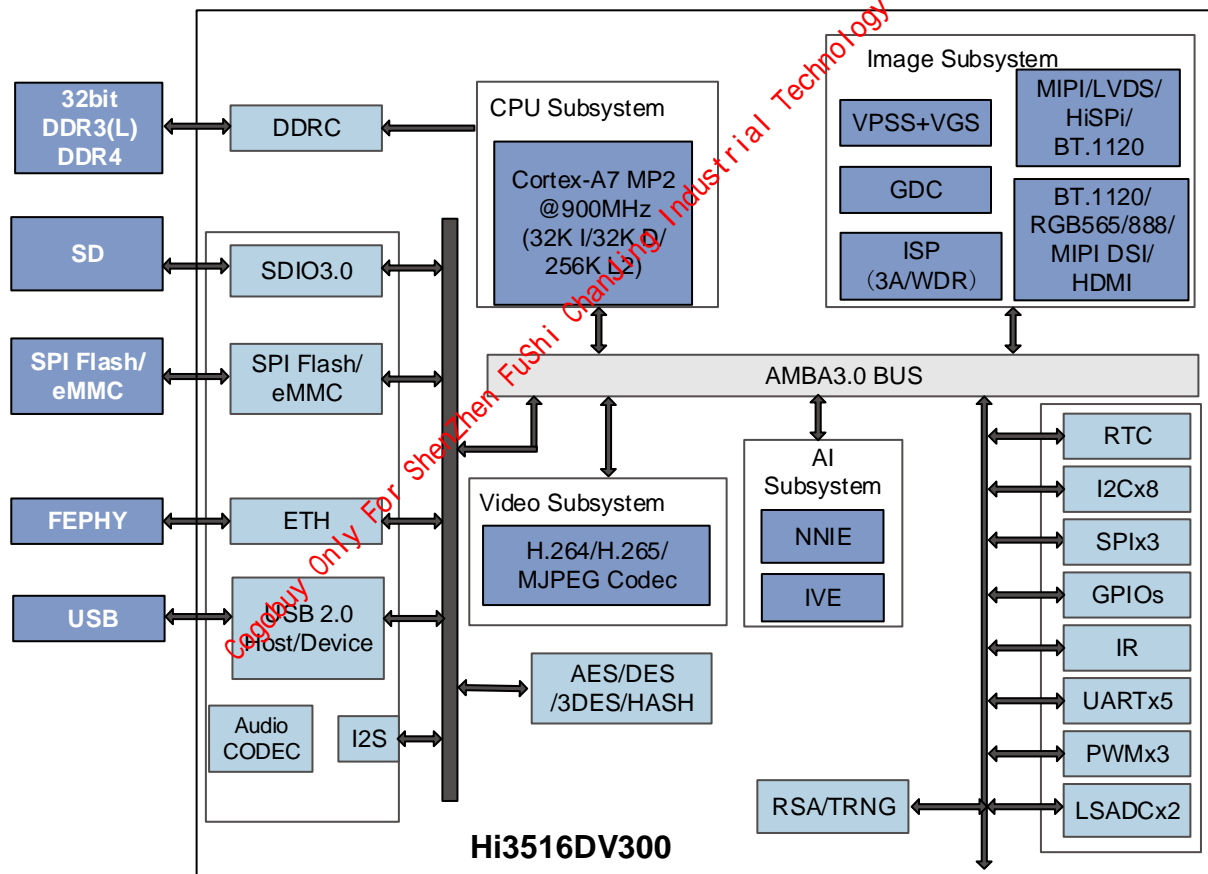 32bit
DDR3(L)
DDR4
SD
SPI Flash/
eMMC
FEPHY
USB
DDRC
SDIO3.0
SPI Flash/
eMMC
ETH
USB 2.0
Host/Device
Audio
CODEC
I2S
CPU Subsystem
Cortex-A7 MP2
@900MHz
(32K I/32K D/
256K L2)
Image Subsystem
VPSS+VGS
GDC
ISP
(3A/WDR)
MIPI/LVDS/
HiSPi/
BT.1120
BT.1120/
RGB565/888/
MIPI DSI/
HDMI
AMBA3.0 BUS
Video Subsystem
H.264/H.265/
MJPEG Codec
AI
Subsystem
NNIE
IVE
AES/DES
/3DES/HASH
RSA/TRNG
RTC
I2Cx8
SPIx3
GPIOs
IR
UARTx5
PWMx3
LSADCx2
Hi3516DV300
Cogobuy Only For ShenZhen FuShi ChanJing Industrial Technology